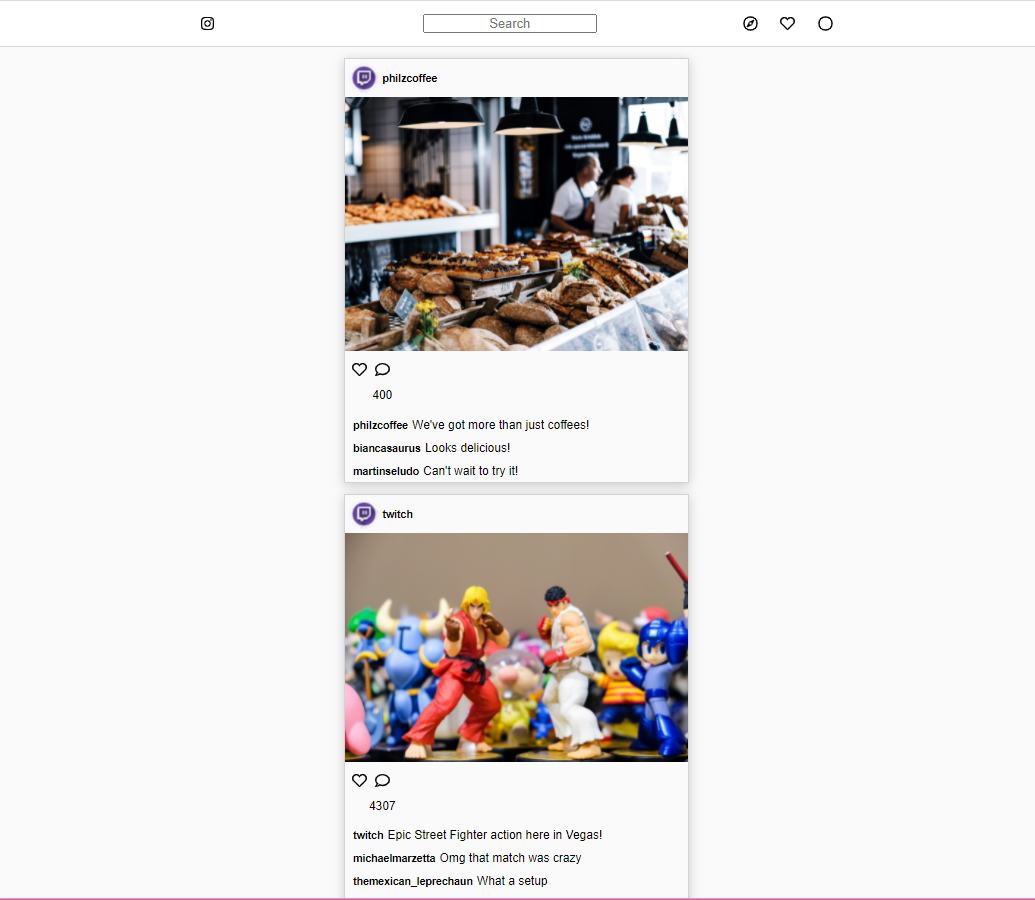 Search
philzcoffee
400
philzcoffee We've got more than just coffees!
biancasaurus Looks delicious!
martinseludo Can't wait to try it!
twitch
4307
twitch Epic Street Fighter action here in Vegas!
michaelmarzetta Omg that match was crazy
themexican_leprechaun What a setup